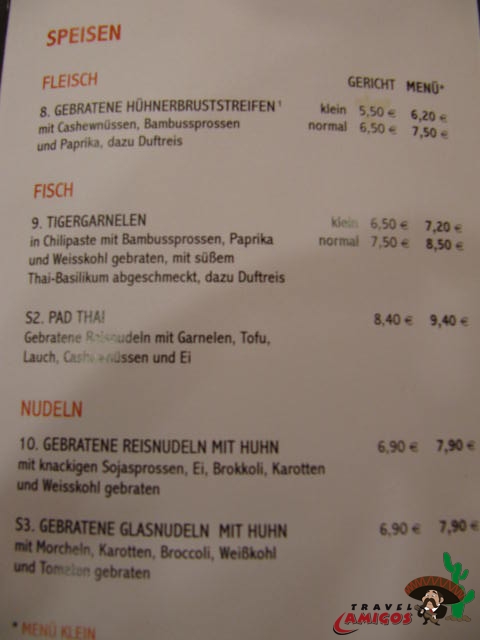 SPEISEN
FLEISCH GERICHT MENÜ*
8. GEBRATENE HÜHNERBRUSTSTREIFEN¹ klein 5,50 € 6,20 €
mit Cashewnüssen, Bambussprossen normal 6,50 € 7,50 €
und Paprika, dazu Duftreis
FISCH
9. TIGERGARNELEN klein 6,50 € 7,20 €
in Chilipaste mit Bambussprossen, Paprika normal 7,50 € 8,50 €
und Weisskohl gebraten, mit süßem
Thai-Basilikum abgeschmeckt, dazu Duftreis
S2. PAD THAI 8,40 € 9,40 €
Gebratene Reisnudeln mit Garnelen, Tofu,
Lauch, Cashewnüssen und Ei
NUDELN
10. GEBRATENE REISNUDELN MIT HUHN 6,90 € 7,90 €
mit knackigen Sojasprossen, Ei, Brokkoli, Karotten
und Weisskohl gebraten
S3. GEBRATENE GLASNUDELN MIT HUHN 6,90 € 7,90 €
mit Morcheln, Karotten, Broccoli, Weißkohl
und Tomaten gebraten
* MENÜ KLEIN
TRAVEL
AMIGOS